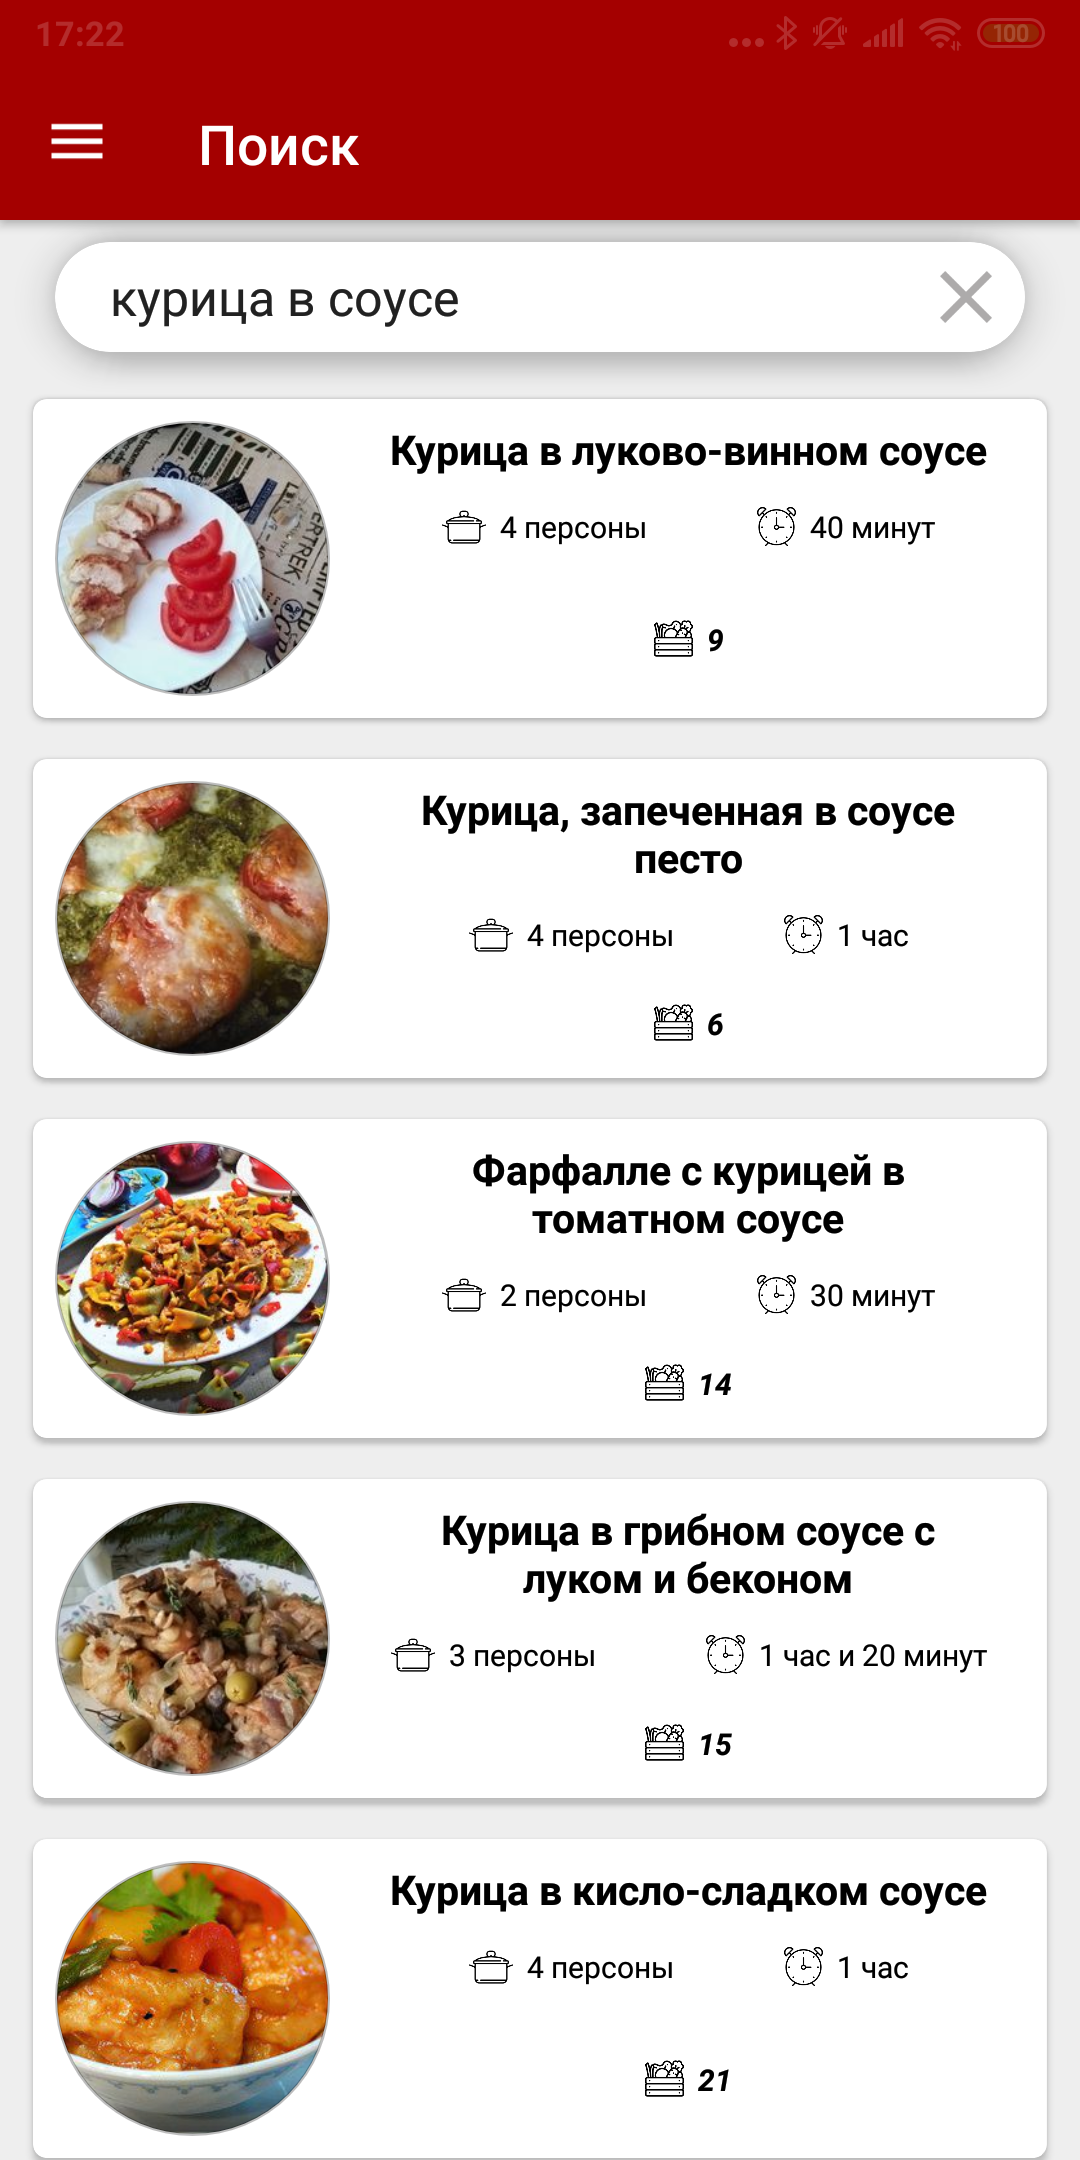 17:22
100
Поиск
курица в соусе
Курица в луково-винном соусе
4 персоны
40 минут
9
Курица, запеченная в соусе
песто
4 персоны
1 час
6
Фарфалле с курицей в
томатном соусе
2 персоны
30 минут
14
Курица в грибном соусе с
луком и беконом
3 персоны
1 час и 20 минут
15
Курица в кисло-сладком соусе
4 персоны
1 час
21